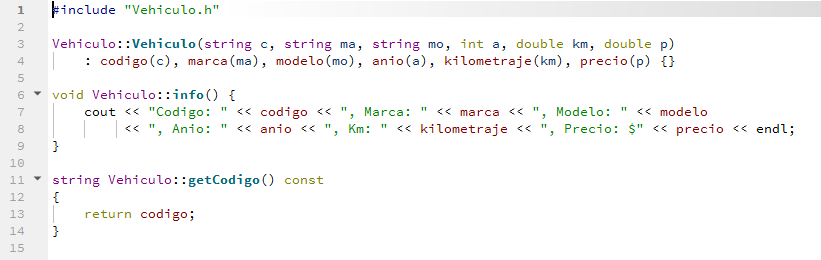 1 #include "Vehiculo.h"
2
3 Vehiculo::Vehiculo(string c, string ma, string mo, int a, double km, double p)
4     : codigo(c), marca(ma), modelo(mo), anio(a), kilometraje(km), precio(p) {}
5
6 void Vehiculo::info() {
7     cout << "Codigo: " << codigo << ", Marca: " << marca << ", Modelo: " << modelo
8          << ", Anio: " << anio << ", Km: " << kilometraje << ", Precio: $" << precio << endl;
9 }
10
11 string Vehiculo::getCodigo() const
12 {
13     return codigo;
14 }
15